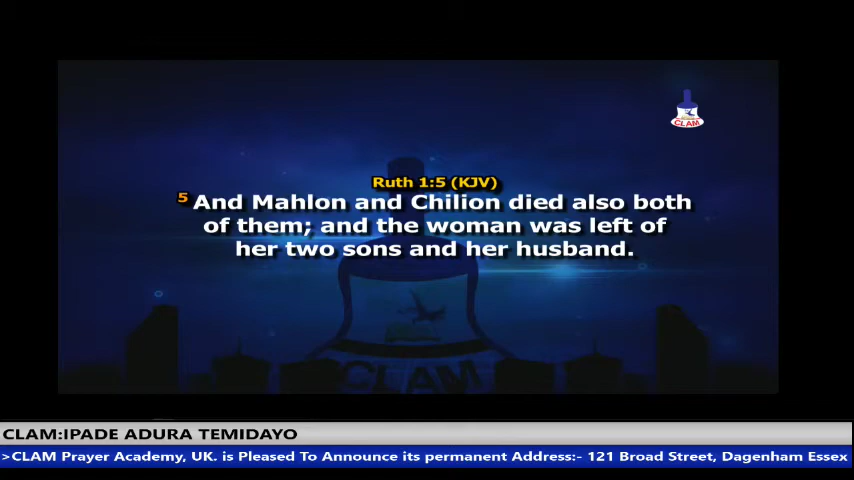 CLAM
Ruth 1:5 (KJV)
5 And Mahlon and Chilion died also both
of them; and the woman was left of
her two sons and her husband.
CLAM
CLAM:IPADE ADURA TEMIDAYO
>CLAM Prayer Academy, UK. is Pleased To Announce its permanent Address:- 121 Broad Street, Dagenham Essex